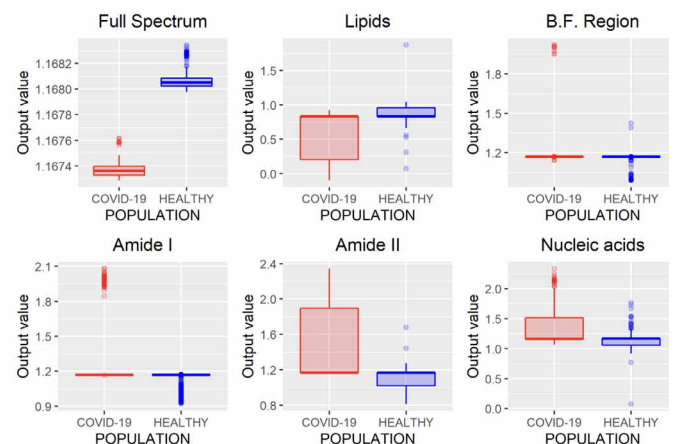 Full Spectrum
Output value
1.1682
1.1680
1.1678
1.1676
1.1674
COVID-19 HEALTHY
POPULATION
Lipids
Output value
1.5
1.0
0.5
0.0
COVID-19 HEALTHY
POPULATION
B.F. Region
Output value
1.8
1.5
1.2
COVID-19 HEALTHY
POPULATION
Amide I
Output value
2.1
1.8
1.5
1.2
0.9
COVID-19 HEALTHY
POPULATION
Amide II
Output value
2.4
2.0
1.6
1.2
0.8
COVID-19 HEALTHY
POPULATION
Nucleic acids
Output value
2.0
1.5
1.0
0.5
0.0
COVID-19 HEALTHY
POPULATION